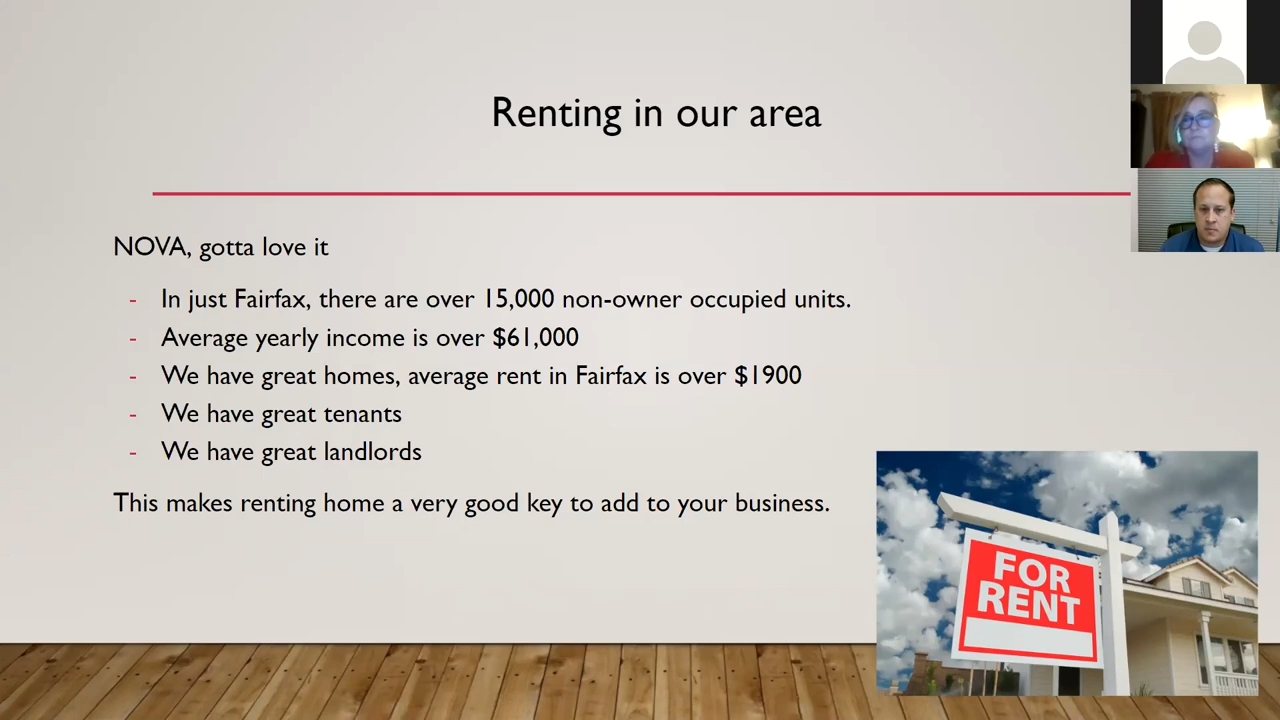 Renting in our area
NOVA, gotta love it
- In just Fairfax, there are over 15,000 non-owner occupied units.
- Average yearly income is over $61,000
- We have great homes, average rent in Fairfax is over $1900
- We have great tenants
- We have great landlords
This makes renting home a very good key to add to your business.
FOR
RENT